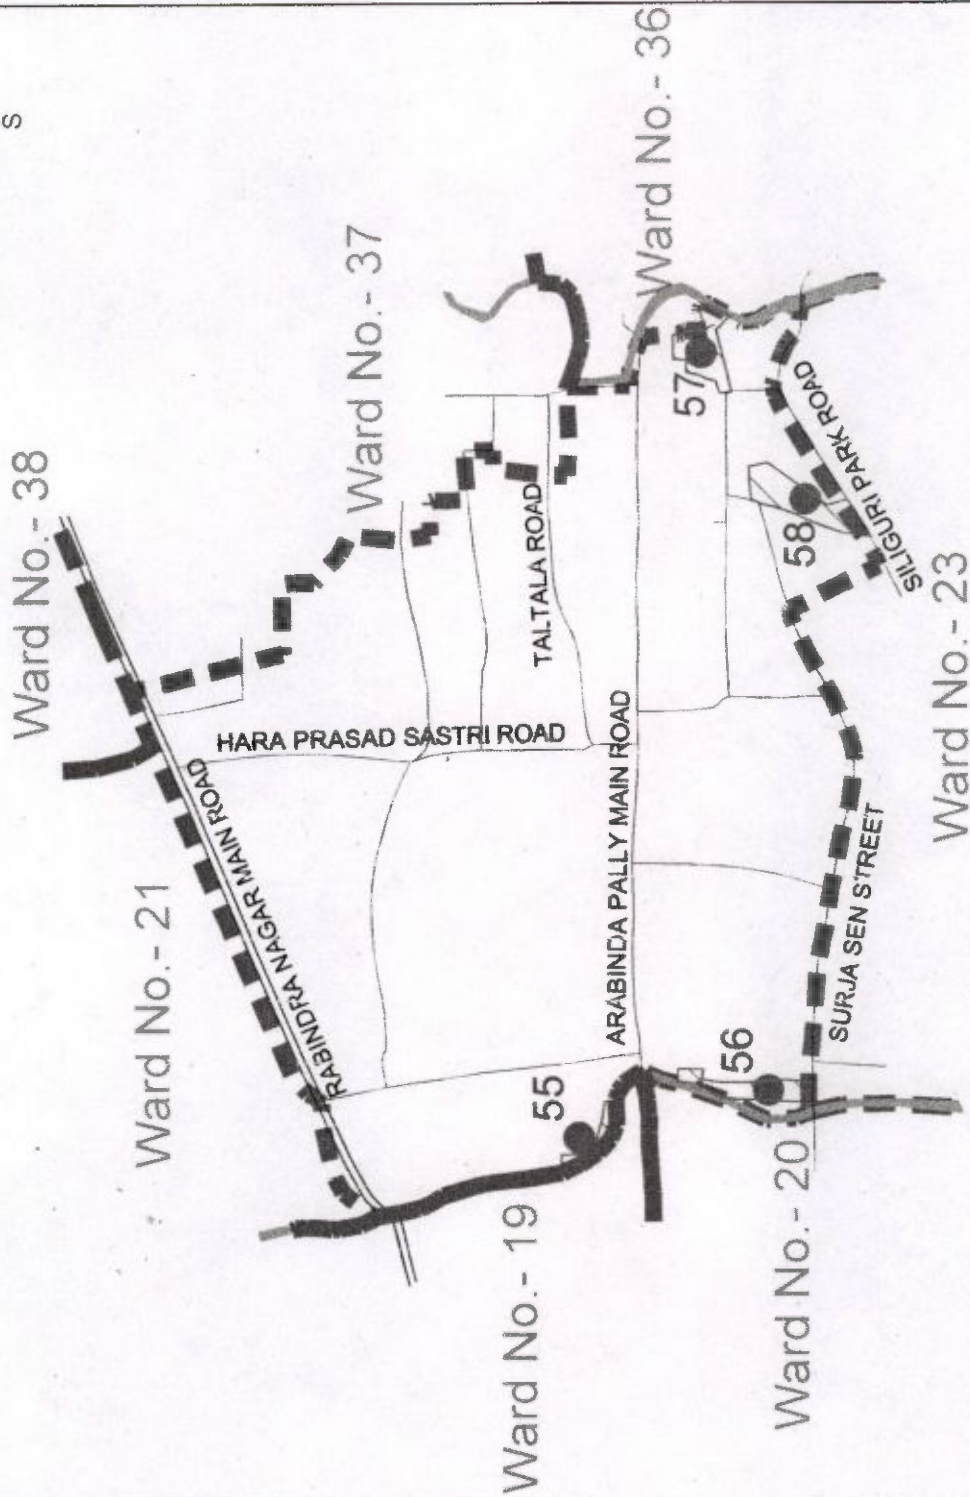 S
Ward No.- 38
Ward No.- 37
Ward No.- 36
Ward No.- 21
RABINDRA NAGAR MAIN ROAD
HARA PRASAD SASTRI ROAD
TALTALA ROAD
ARABINDA PALLY MAIN ROAD
57
58
SILIGURI PARK ROAD
55
56
SURJA SEN STREET
Ward No.- 19
Ward No.- 20
Ward No.- 23